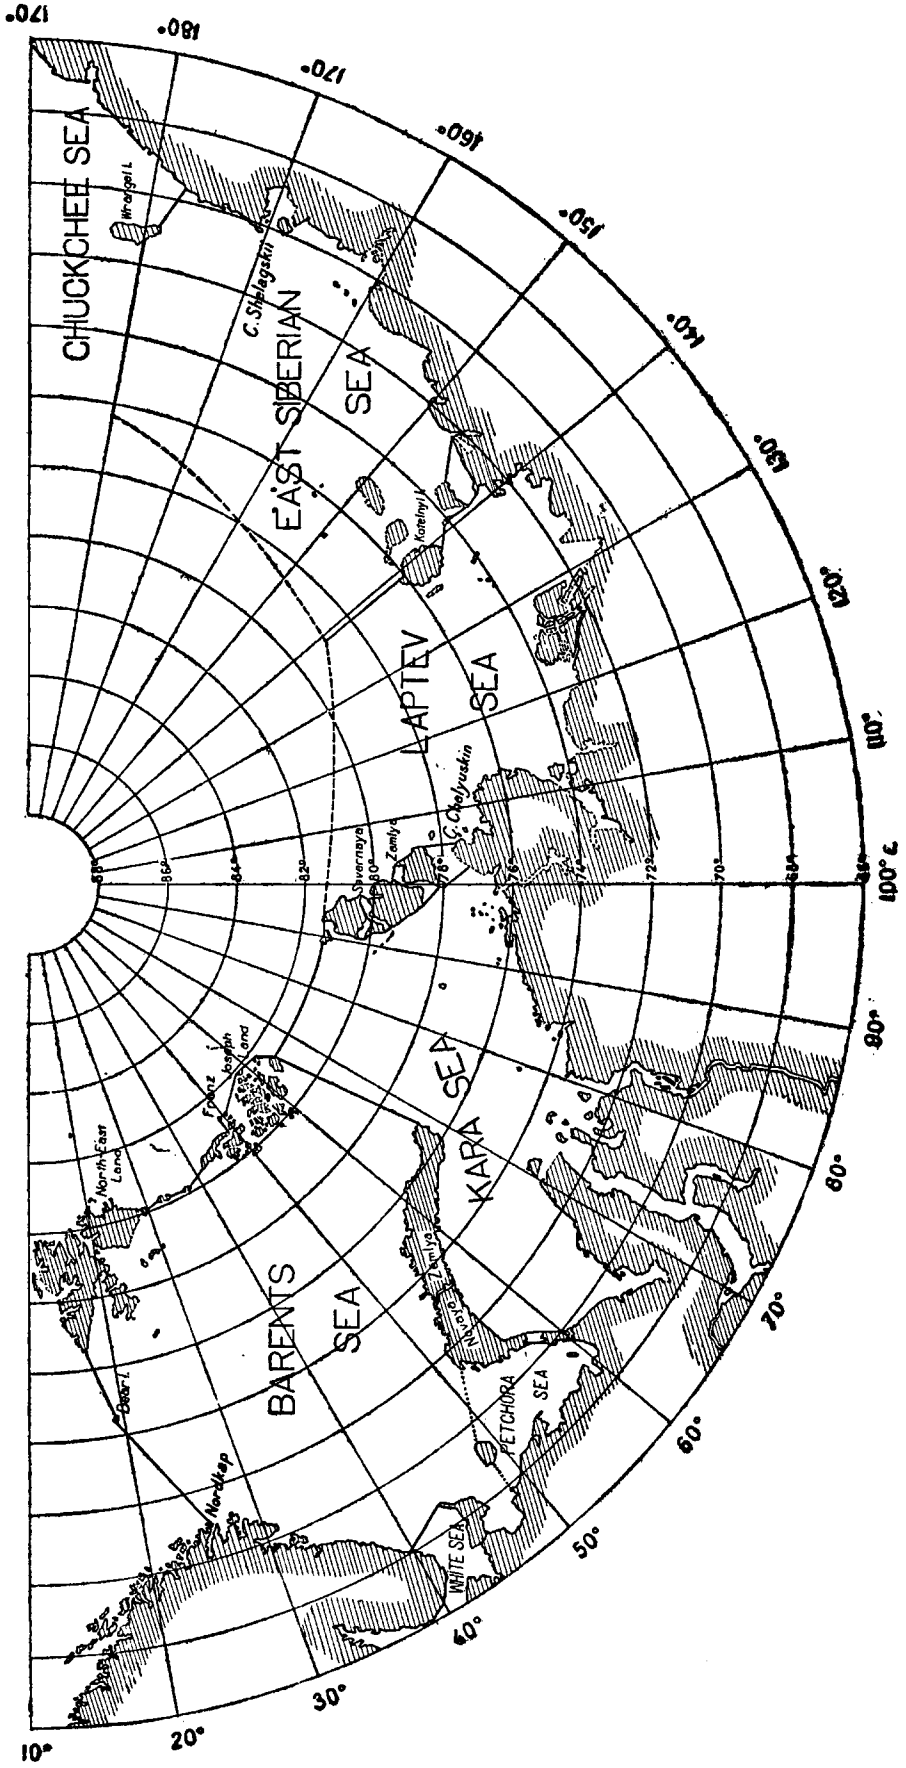 170°
180°
170°
160°
150°
140°
130°
120°
110°
100° E.
90°
80°
70°
60°
50°
40°
30°
20°
10°
CHUCKCHEE SEA
Wrangel I.
C. Shelagskii
EAST SIBERIAN
SEA
Kotelnyi I.
LAPTEV
SEA
C. Chelyuskin
Severnaya
Zemlya
88°
86°
84°
82°
80°
78°
76°
74°
72°
70°
68°
66°
Franz
Joseph
Land
KARA SEA
North-East
Land
Novaya Zemlya
BARENTS
SEA
Bear I.
PETCHORA
SEA
Nordkap
WHITE SEA